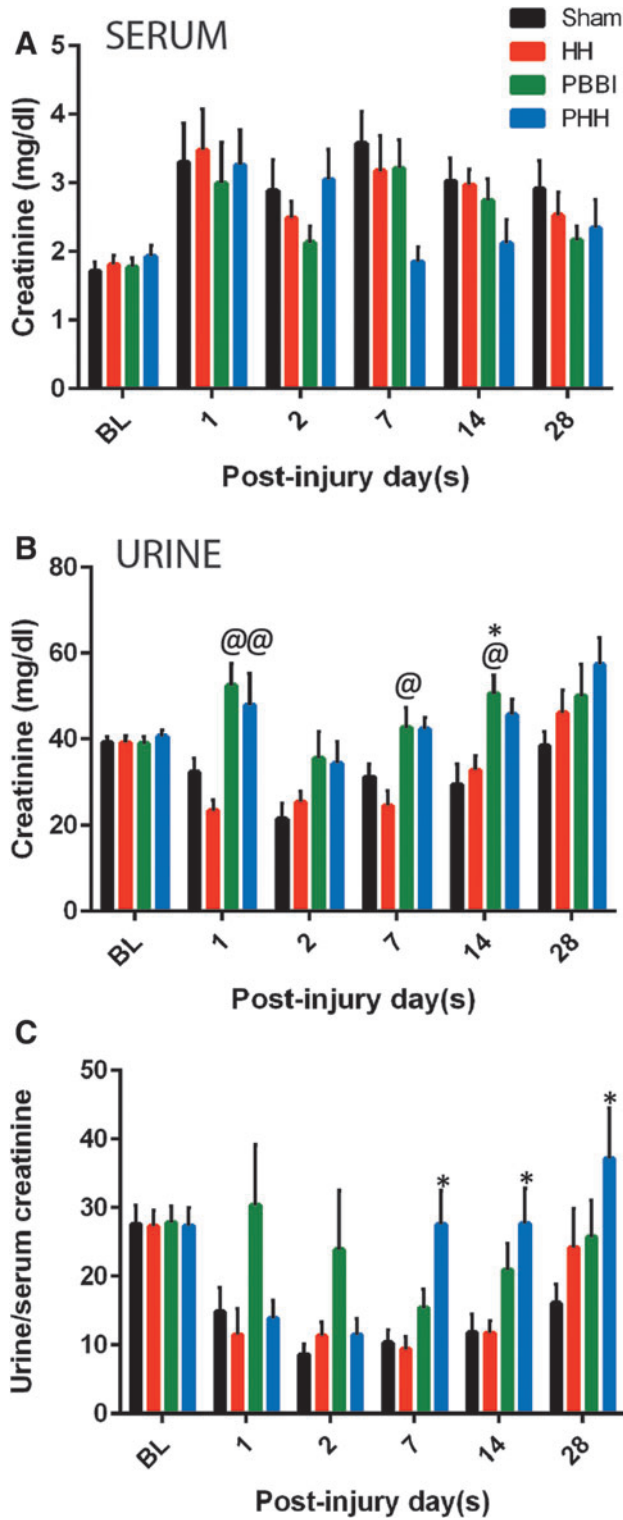 A SERUM
Sham
HH
PBBI
PHH
Creatinine (mg/dl)
5
4
3
2
1
0
BL 1 2 7 14 28
Post-injury day(s)
B URINE
Creatinine (mg/dl)
80
60
40
20
0
@@
@
*
@
BL 1 2 7 14 28
Post-injury day(s)
C
Urine/serum creatinine
50
40
30
20
10
0
* * *
BL 1 2 7 14 28
Post-injury day(s)